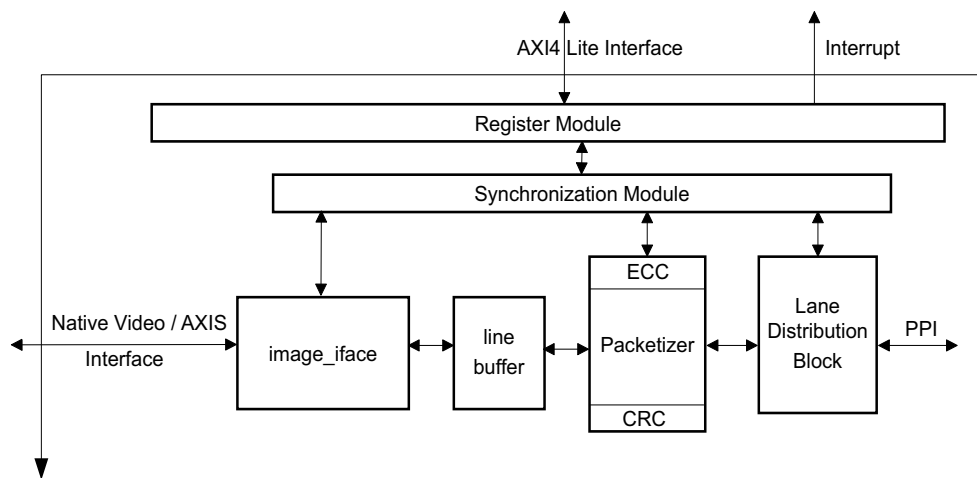 AXI4 Lite Interface
Interrupt
Register Module
Synchronization Module
Native Video / AXIS
Interface
image_iface
line
buffer
ECC
Packetizer
CRC
Lane
Distribution
Block
PPI